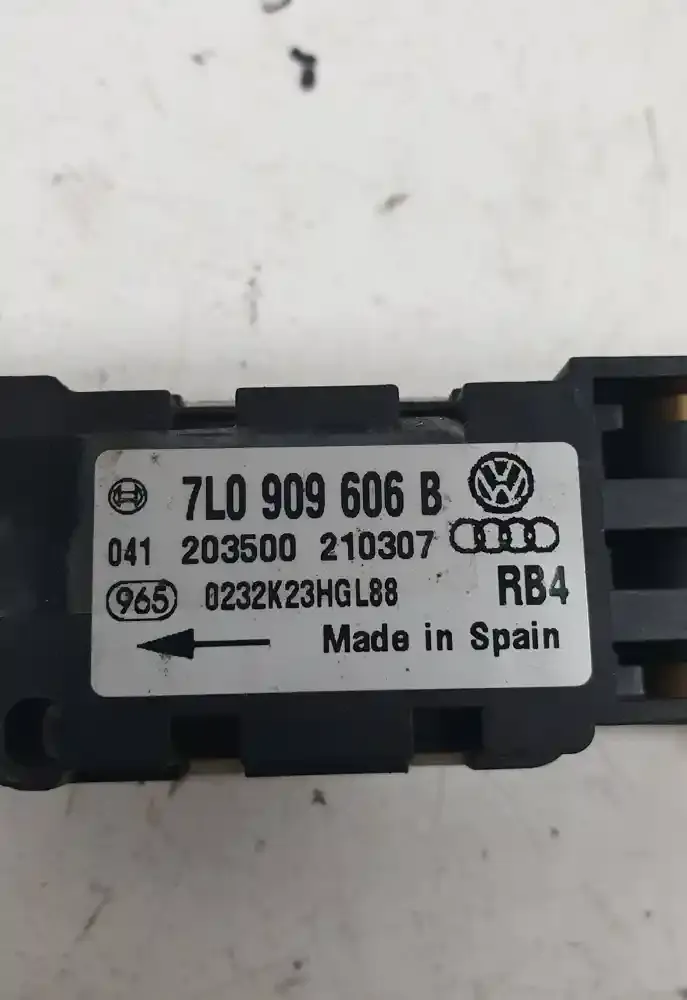 7L0 909 606 B
041 203500 210307
965 0232K23HGL88 RB4
Made in Spain